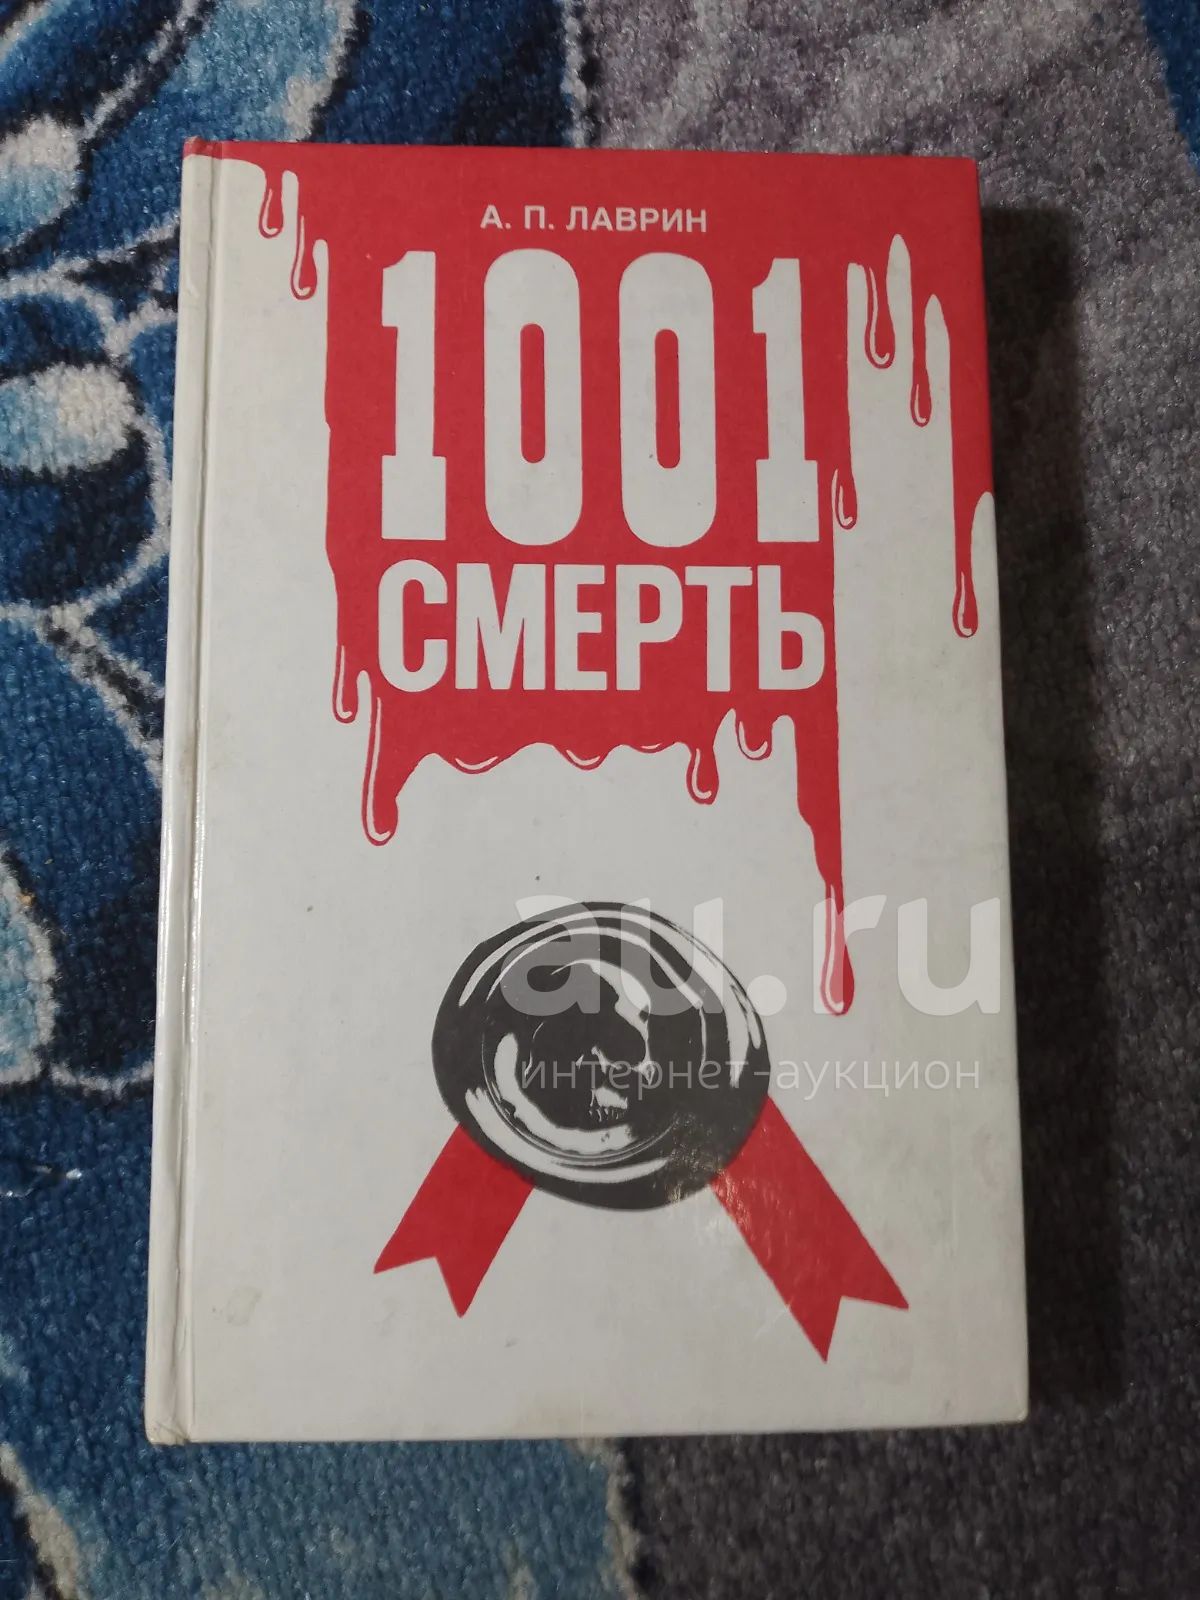 А. П. ЛАВРИН
1001
СМЕРТЬ
au.ru
интернет-аукцион